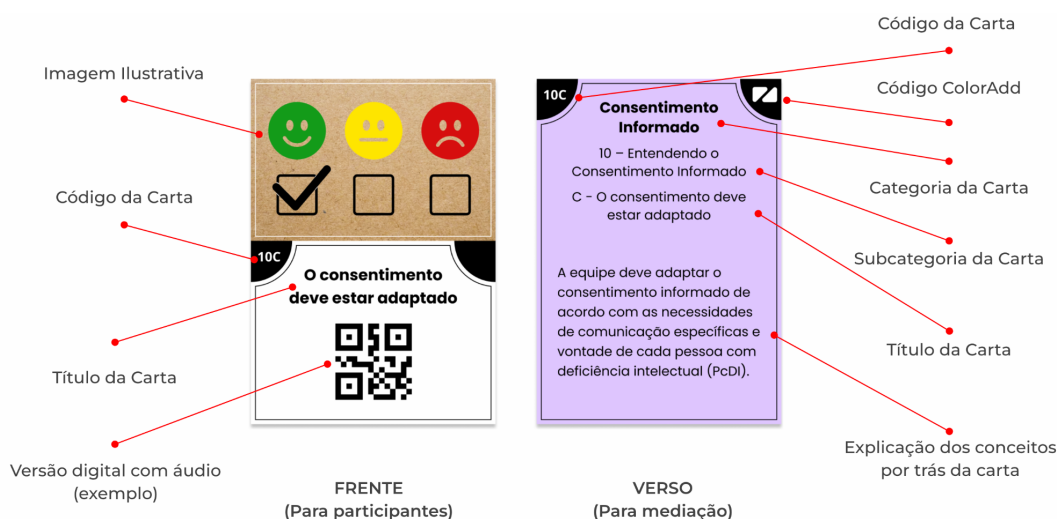 Imagem Ilustrativa
Código da Carta
Título da Carta
Versão digital com áudio
(exemplo)
10C
O consentimento
deve estar adaptado
FRENTE
(Para participantes)
10C
Consentimento
Informado
10 – Entendendo o
Consentimento Informado
C - O consentimento deve
estar adaptado
A equipe deve adaptar o
consentimento informado de
acordo com as necessidades
de comunicação específicas e
vontade de cada pessoa com
deficiência intelectual (PcDI).
VERSO
(Para mediação)
Código da Carta
Código ColorAdd
Categoria da Carta
Subcategoria da Carta
Título da Carta
Explicação dos conceitos
por trás da carta